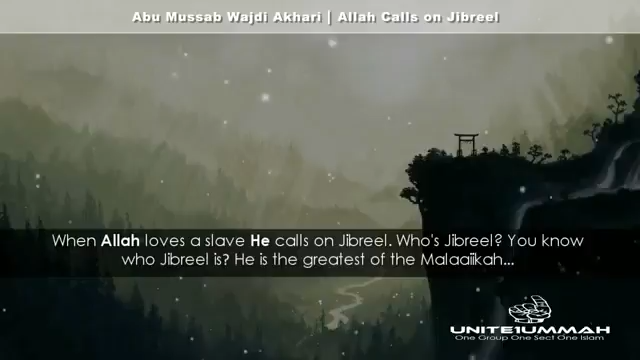 Abu Mussab Wajdi Akhari | Allah Calls on Jibreel
When Allah loves a slave He calls on Jibreel. Who's Jibreel? You know
who Jibreel is? He is the greatest of the Malaaiikah...
UNITE1UMMAH
One Group One Sect One Islam